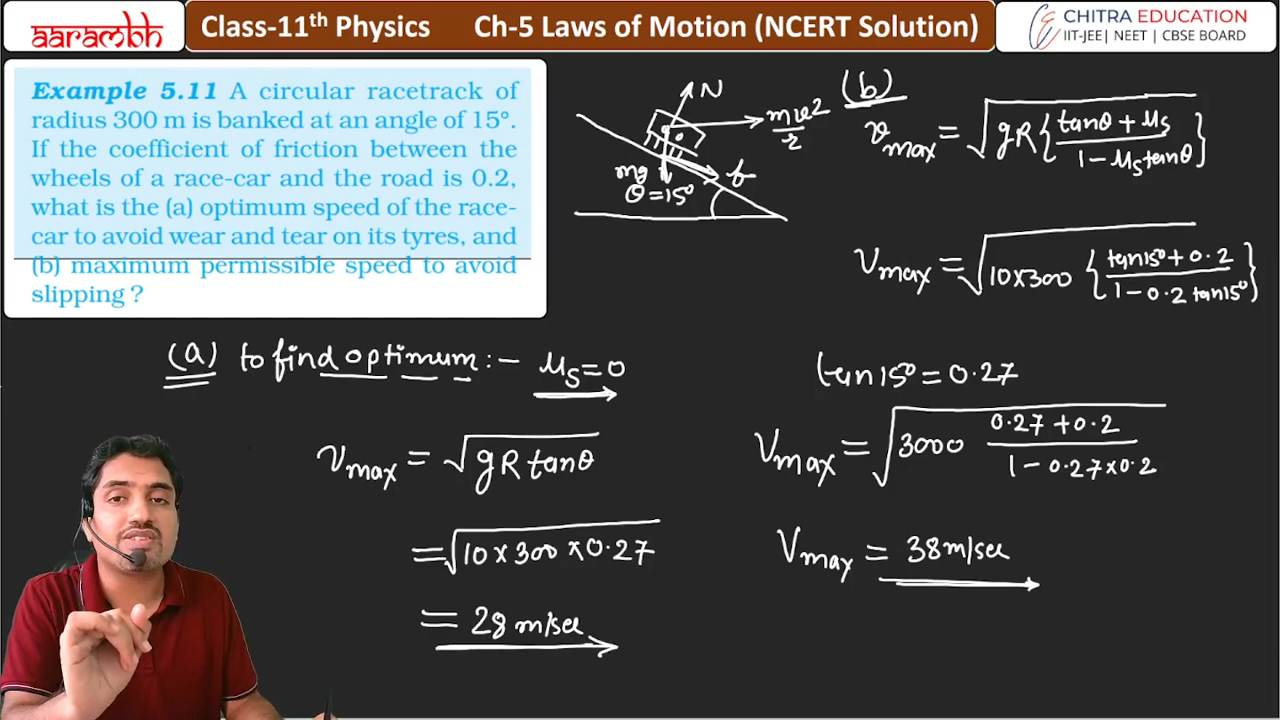 aarambh
Class-11th Physics Ch-5 Laws of Motion (NCERT Solution)
CHITRA EDUCATION
IIT-JEE| NEET | CBSE BOARD
Example 5.11 A circular racetrack of
radius 300 m is banked at an angle of 15°.
If the coefficient of friction between the
wheels of a race-car and the road is 0.2,
what is the (a) optimum speed of the race-
car to avoid wear and tear on its tyres, and
(b) maximum permissible speed to avoid
slipping ?
N
mv²/r
mg
f
θ=15°
(b)
vmax = √gR{tanθ + μs / 1 - μs tanθ}
Vmax = √10×300 {tan15°+0.2 / 1-0.2 tan15°}
tan15° = 0.27
Vmax = √3000 0.27+0.2 / 1-0.27×0.2
Vmax = 38m/sec
(a) to find optimum :- μs=0
vmax = √gR tanθ
= √10×300×0.27
= 28m/sec